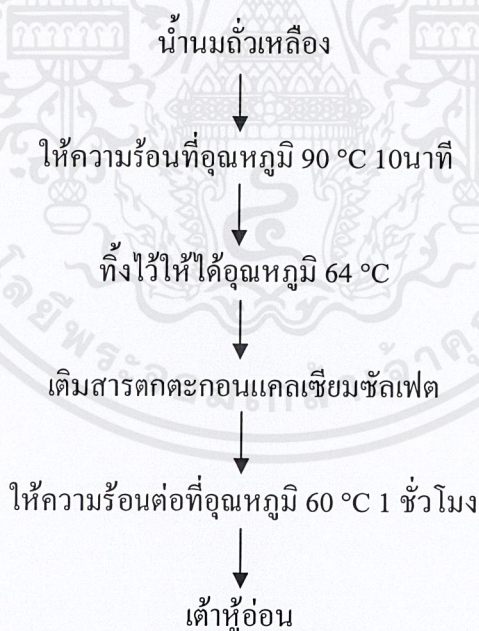 น้ำนมถั่วเหลือง
ให้ความร้อนที่อุณหภูมิ 90 °C 10นาที
ทิ้งไว้ให้ได้อุณหภูมิ 64 °C
เติมสารตกตะกอนแคลเซียมซัลเฟต
ให้ความร้อนต่อที่อุณหภูมิ 60 °C 1 ชั่วโมง
เต้าหู้อ่อน